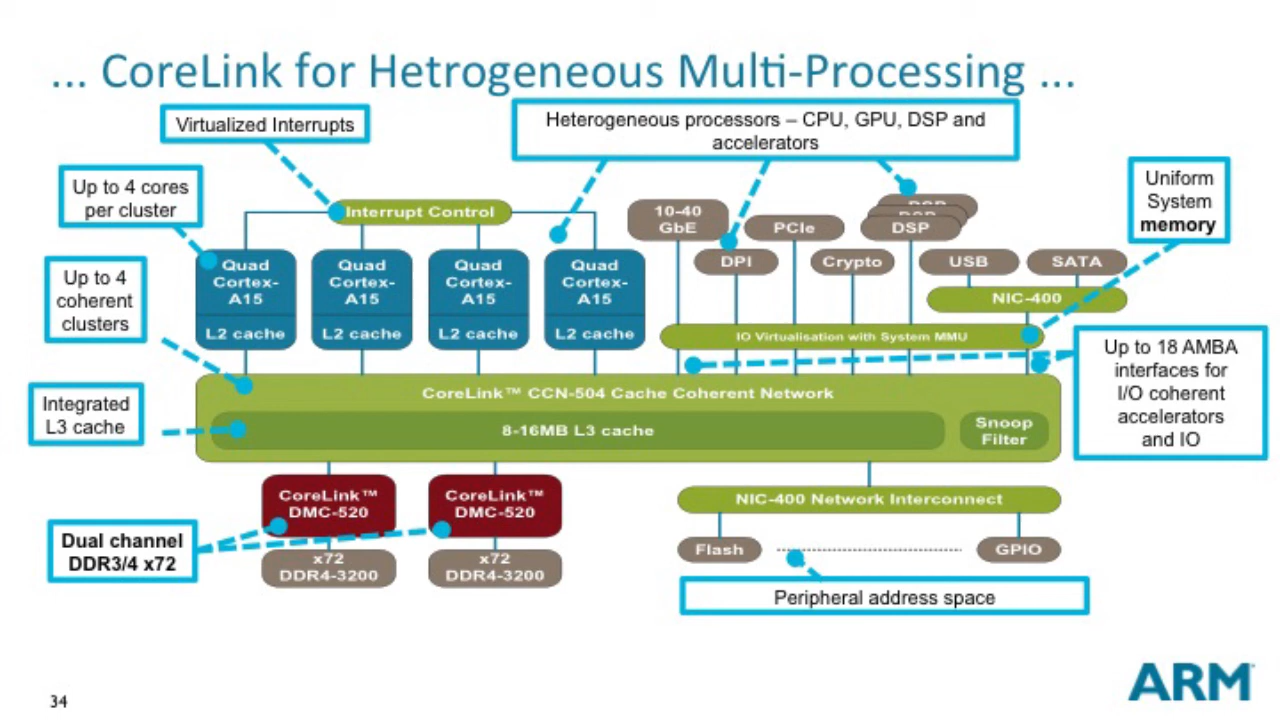 ... CoreLink for Hetrogeneous Multi-Processing ...
Virtualized Interrupts
Heterogeneous processors – CPU, GPU, DSP and
accelerators
Up to 4 cores
per cluster
Uniform
System
memory
Interrupt Control
10-40
GbE
PCIe
DSP
DSP
DSP
Quad
Cortex-
A15
L2 cache
Quad
Cortex-
A15
L2 cache
Quad
Cortex-
A15
L2 cache
Quad
Cortex-
A15
L2 cache
DPI
Crypto
USB
SATA
NIC-400
IO Virtualisation with System MMU
Up to 4
coherent
clusters
Up to 18 AMBA
interfaces for
I/O coherent
accelerators
and IO
Integrated
L3 cache
CoreLink™ CCN-504 Cache Coherent Network
8-16MB L3 cache
Snoop
Filter
CoreLink™
DMC-520
CoreLink™
DMC-520
NIC-400 Network Interconnect
Dual channel
DDR3/4 x72
x72
DDR4-3200
x72
DDR4-3200
Flash
GPIO
Peripheral address space
34
ARM